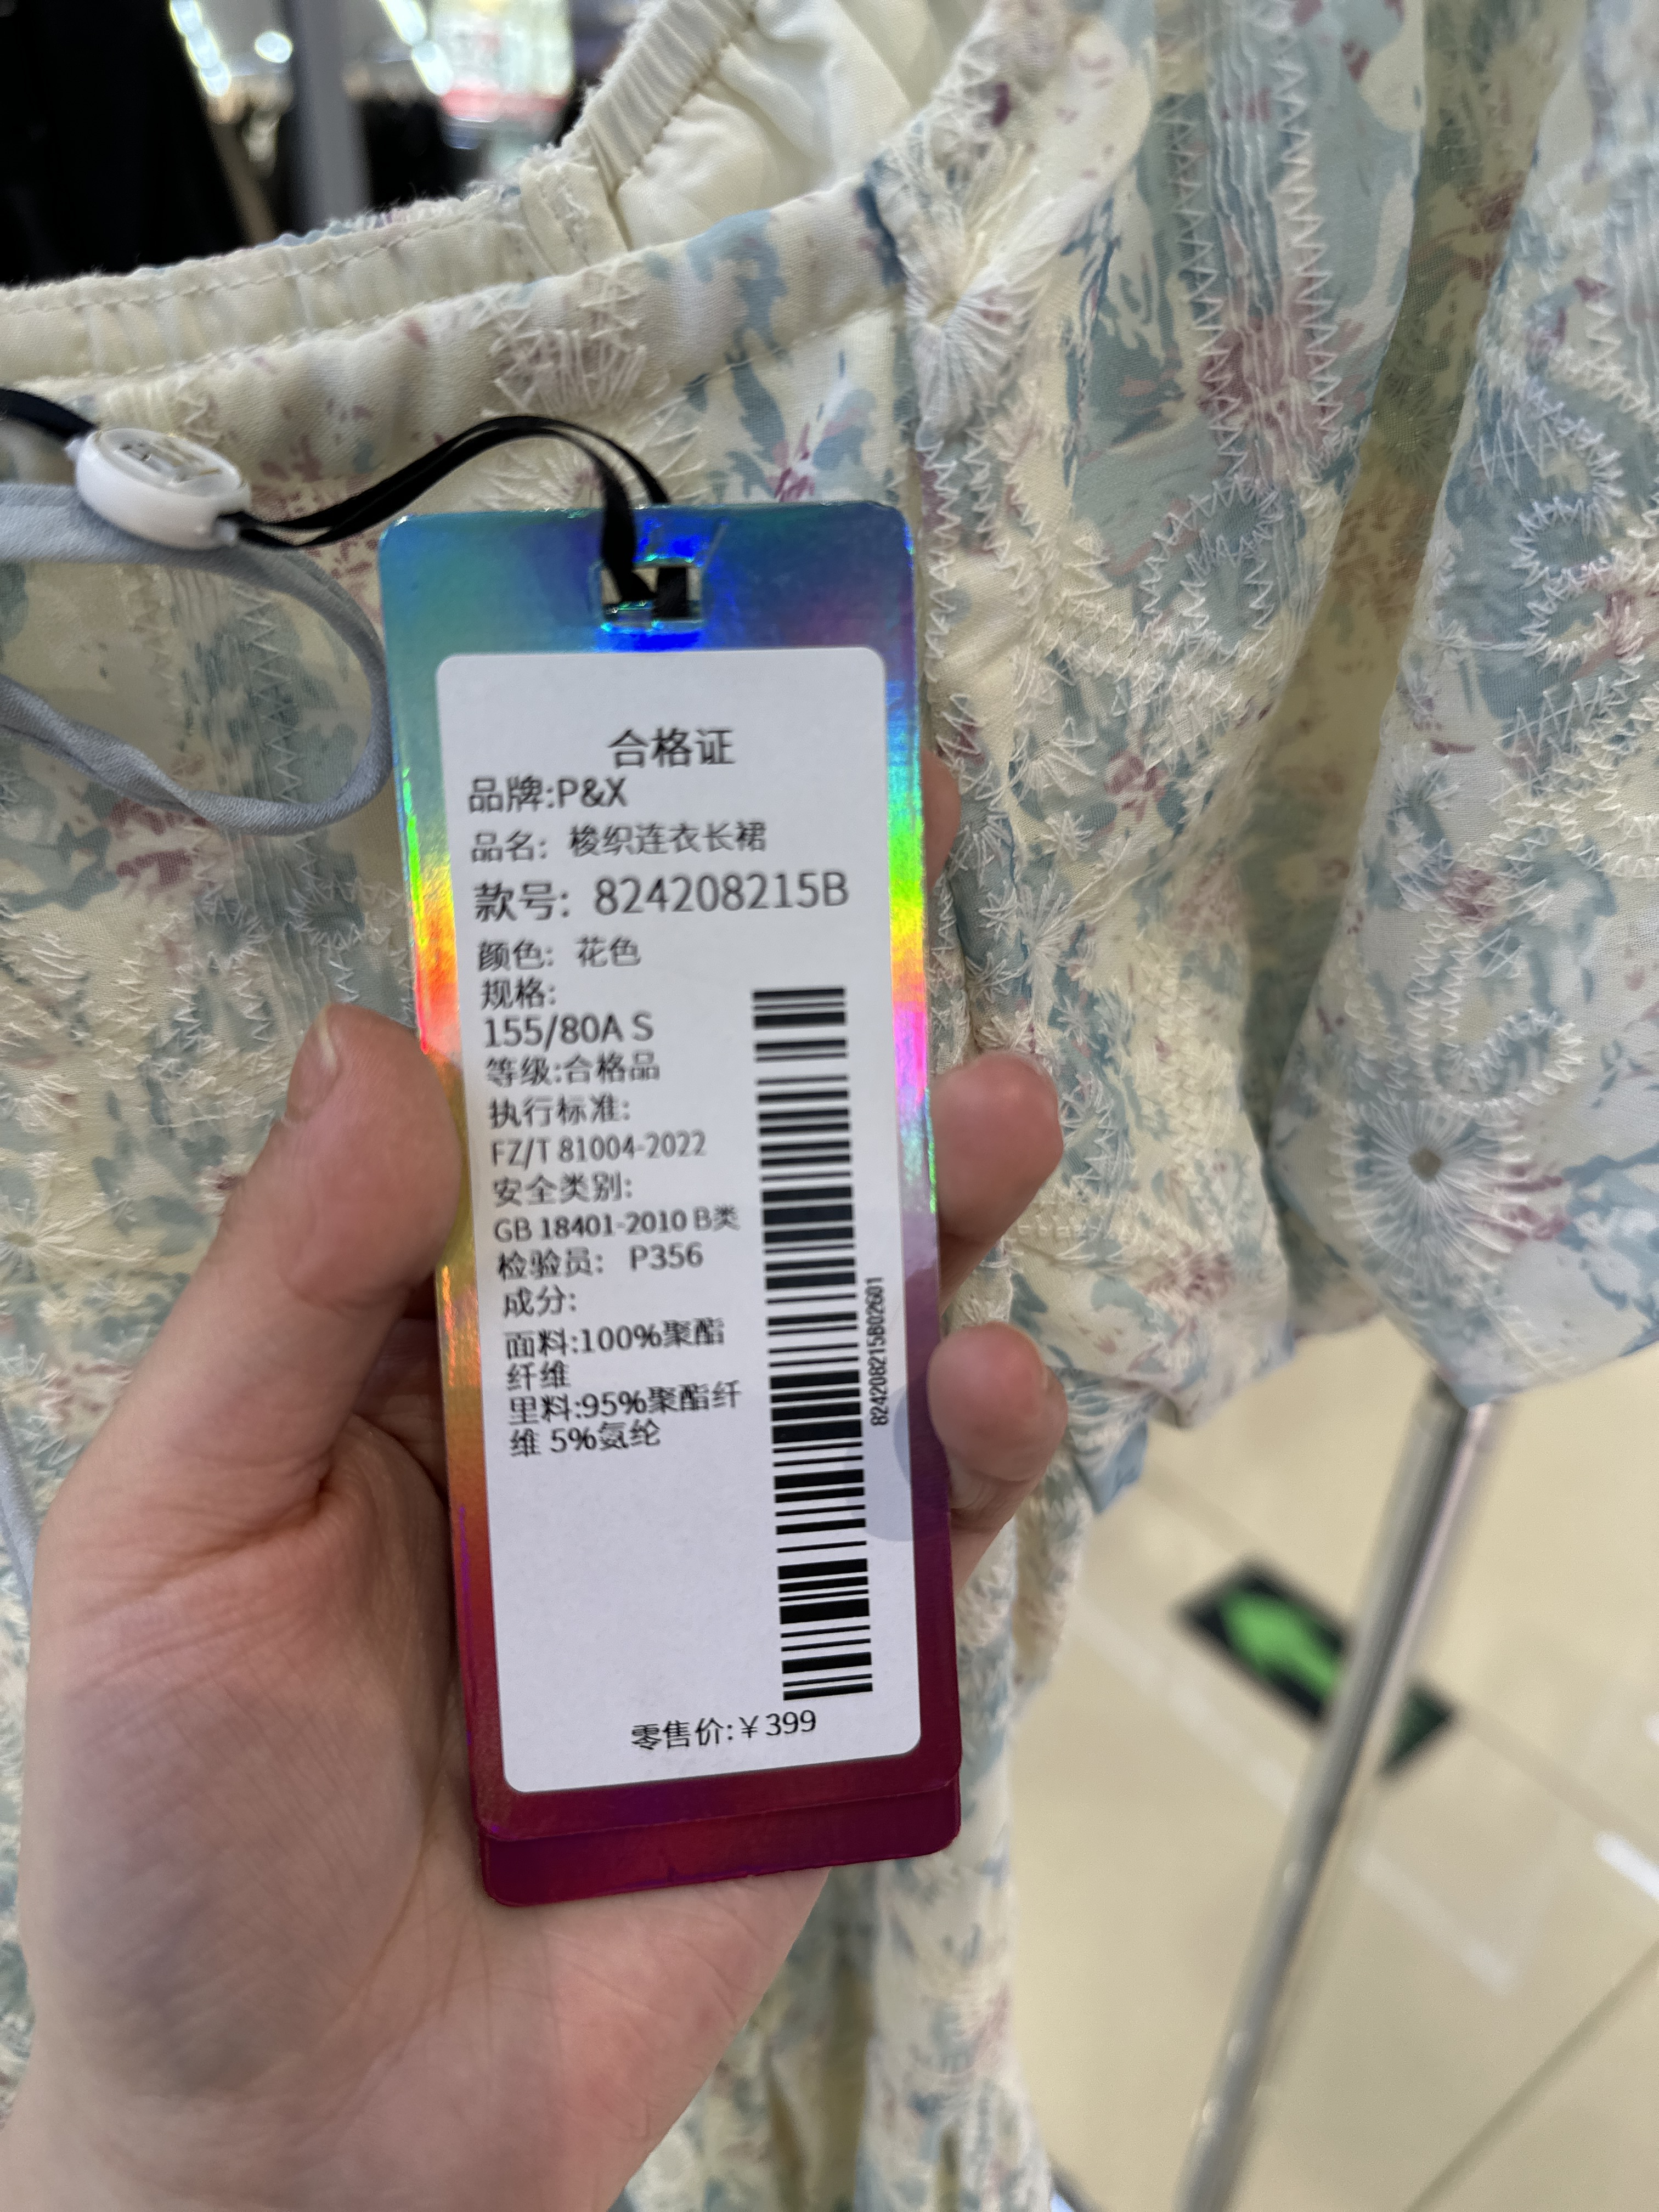 合格证
品牌:P&X
品名: 梭织连衣长裙
款号: 824208215B
颜色: 花色
规格:
155/80A S
等级:合格品
执行标准:
FZ/T 81004-2022
安全类别:
GB 18401-2010 B类
检验员: P356
成分:
面料:100%聚酯
纤维
里料:95%聚酯纤
维 5%氨纶
824208215B02601
零售价:¥399